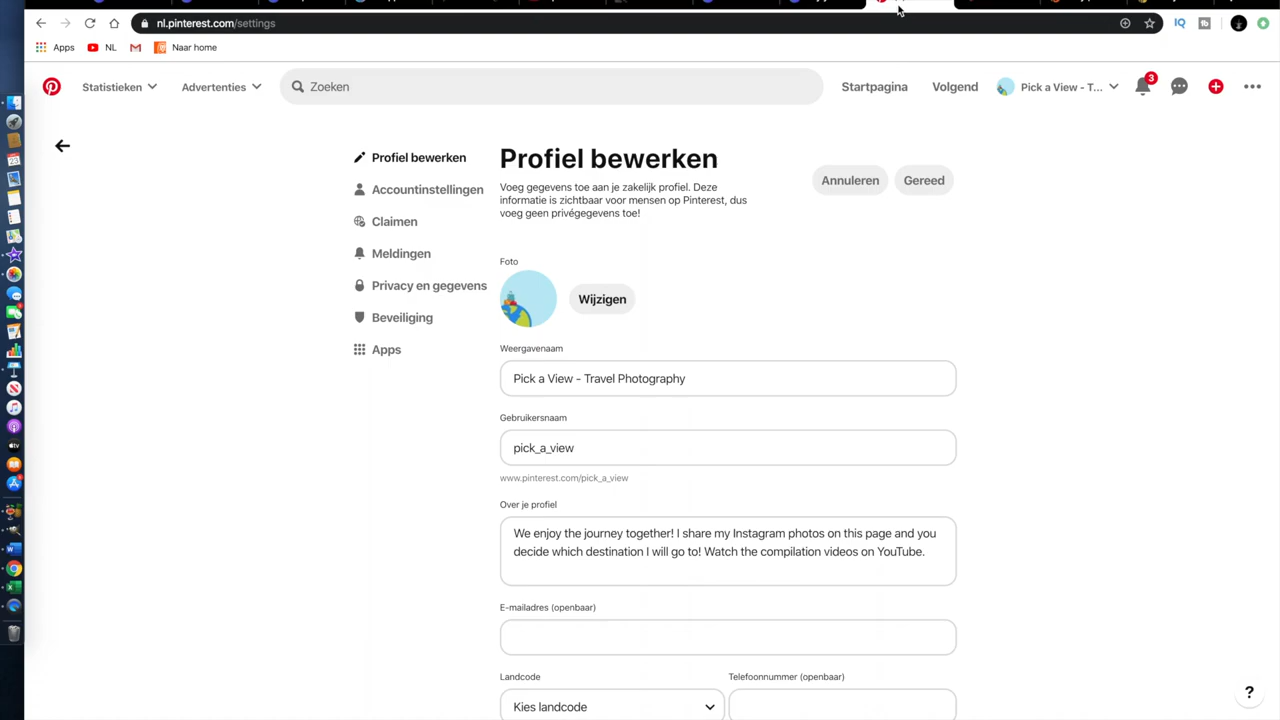 nl.pinterest.com/settings
Apps NL Naar home
Statistieken Advertenties Zoeken Startpagina Volgend Pick a View - T... 3
Profiel bewerken
Accountinstellingen
Claimen
Meldingen
Privacy en gegevens
Beveiliging
Apps
Profiel bewerken
Voeg gegevens toe aan je zakelijk profiel. Deze
informatie is zichtbaar voor mensen op Pinterest, dus
voeg geen privégegevens toe!
Annuleren Gereed
Foto
Wijzigen
Weergavenaam
Pick a View - Travel Photography
Gebruikersnaam
pick_a_view
www.pinterest.com/pick_a_view
Over je profiel
We enjoy the journey together! I share my Instagram photos on this page and you
decide which destination I will go to! Watch the compilation videos on YouTube.
E-mailadres (openbaar)
Landcode Telefoonnummer (openbaar)
Kies landcode
?